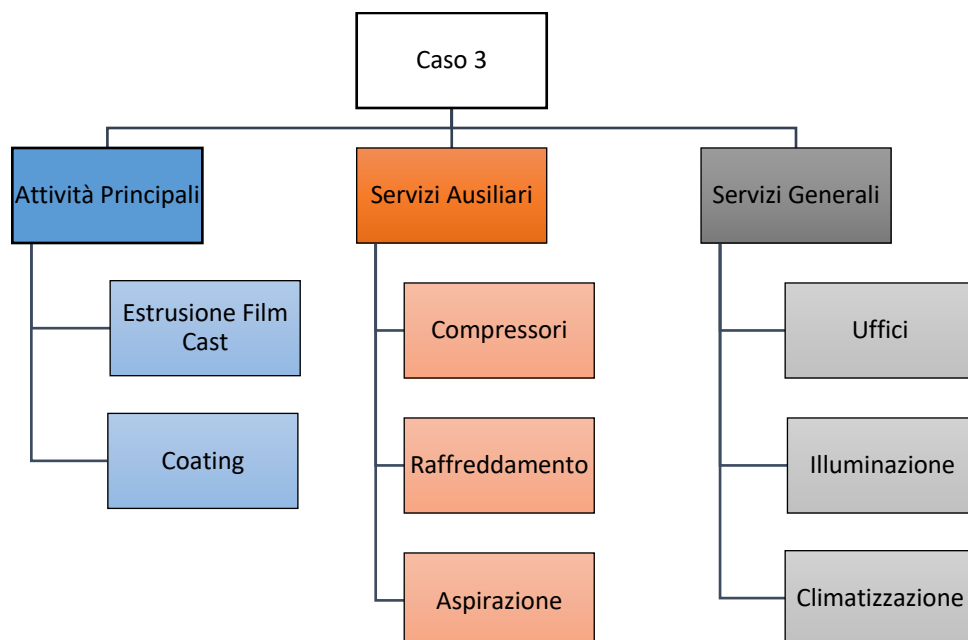 Caso 3
Attività Principali
Servizi Ausiliari
Servizi Generali
Estrusione Film
Cast
Compressori
Uffici
Coating
Raffreddamento
Illuminazione
Aspirazione
Climatizzazione